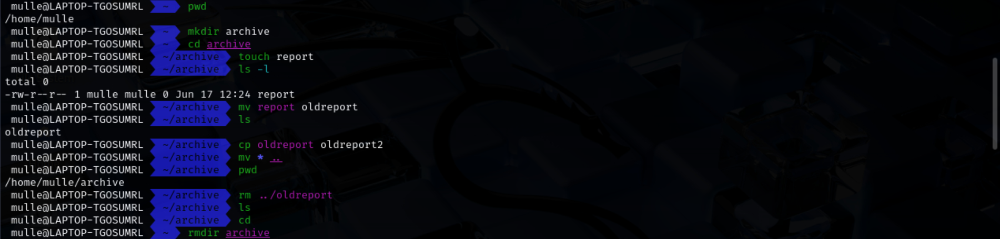 mulle@LAPTOP-TGOSUMRL ~ pwd
/home/mulle
mulle@LAPTOP-TGOSUMRL ~ mkdir archive
mulle@LAPTOP-TGOSUMRL ~ cd archive
mulle@LAPTOP-TGOSUMRL ~/archive touch report
mulle@LAPTOP-TGOSUMRL ~/archive ls -l
total 0
-rw-r--r-- 1 mulle mulle 0 Jun 17 12:24 report
mulle@LAPTOP-TGOSUMRL ~/archive mv report oldreport
mulle@LAPTOP-TGOSUMRL ~/archive ls
oldreport
mulle@LAPTOP-TGOSUMRL ~/archive cp oldreport oldreport2
mulle@LAPTOP-TGOSUMRL ~/archive mv * ..
mulle@LAPTOP-TGOSUMRL ~/archive pwd
/home/mulle/archive
mulle@LAPTOP-TGOSUMRL ~/archive rm ../oldreport
mulle@LAPTOP-TGOSUMRL ~/archive ls
mulle@LAPTOP-TGOSUMRL ~/archive cd
mulle@LAPTOP-TGOSUMRL ~ rmdir archive